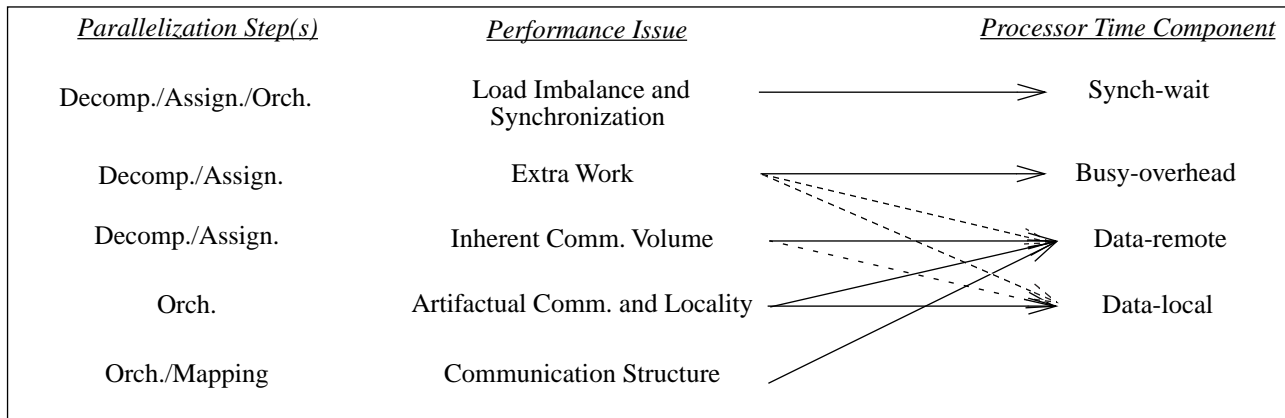 Parallelization Step(s) Performance Issue Processor Time Component
Decomp./Assign./Orch. Load Imbalance and Synch-wait
Synchronization
Decomp./Assign. Extra Work Busy-overhead
Decomp./Assign. Inherent Comm. Volume Data-remote
Orch. Artifactual Comm. and Locality Data-local
Orch./Mapping Communication Structure